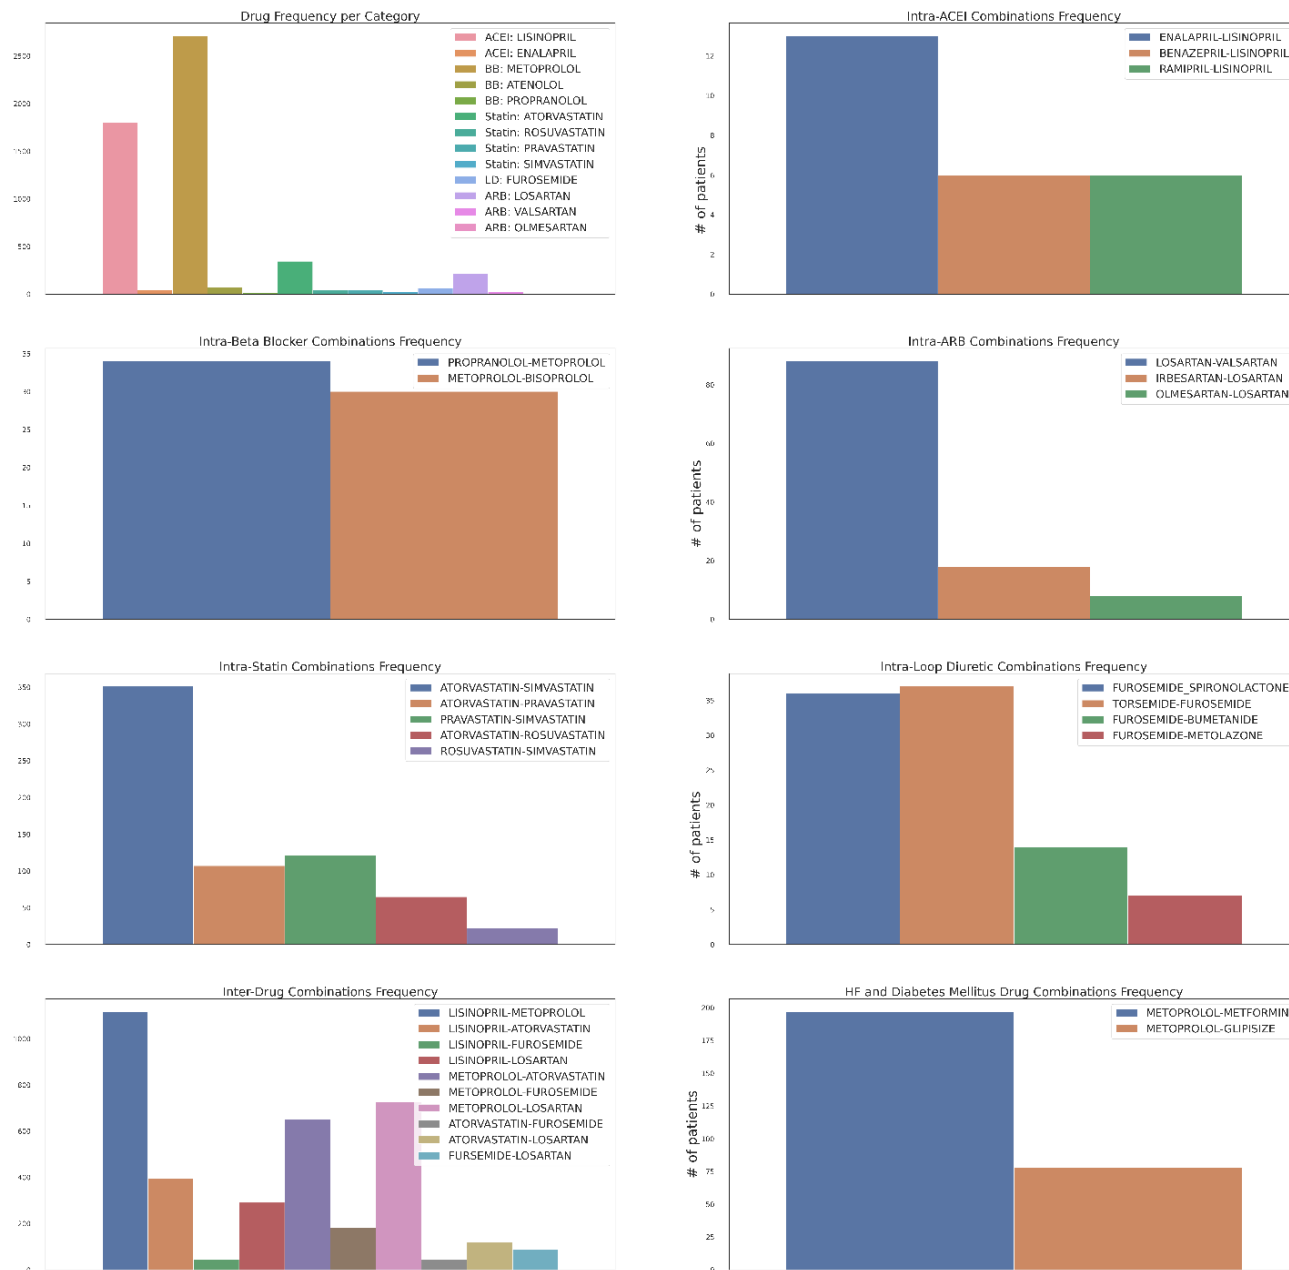 Drug Frequency per Category
2500
2000
1500
1000
500
0
ACEI: LISINOPRIL
ACEI: ENALAPRIL
BB: METOPROLOL
BB: ATENOLOL
BB: PROPRANOLOL
Statin: ATORVASTATIN
Statin: ROSUVASTATIN
Statin: PRAVASTATIN
Statin: SIMVASTATIN
LD: FUROSEMIDE
ARB: LOSARTAN
ARB: VALSARTAN
ARB: OLMESARTAN
Intra-ACEI Combinations Frequency
# of patients
12
10
8
6
4
2
0
ENALAPRIL-LISINOPRIL
BENAZEPRIL-LISINOPRIL
RAMIPRIL-LISINOPRIL
Intra-Beta Blocker Combinations Frequency
35
30
25
20
15
10
5
0
PROPRANOLOL-METOPROLOL
METOPROLOL-BISOPROLOL
Intra-ARB Combinations Frequency
# of patients
80
60
40
20
0
LOSARTAN-VALSARTAN
IRBESARTAN-LOSARTAN
OLMESARTAN-LOSARTAN
Intra-Statin Combinations Frequency
350
300
250
200
150
100
50
0
ATORVASTATIN-SIMVASTATIN
ATORVASTATIN-PRAVASTATIN
PRAVASTATIN-SIMVASTATIN
ATORVASTATIN-ROSUVASTATIN
ROSUVASTATIN-SIMVASTATIN
Intra-Loop Diuretic Combinations Frequency
# of patients
35
30
25
20
15
10
5
0
FUROSEMIDE_SPIRONOLACTONE
TORSEMIDE-FUROSEMIDE
FUROSEMIDE-BUMETANIDE
FUROSEMIDE-METOLAZONE
Inter-Drug Combinations Frequency
1000
800
600
400
200
0
LISINOPRIL-METOPROLOL
LISINOPRIL-ATORVASTATIN
LISINOPRIL-FUROSEMIDE
LISINOPRIL-LOSARTAN
METOPROLOL-ATORVASTATIN
METOPROLOL-FUROSEMIDE
METOPROLOL-LOSARTAN
ATORVASTATIN-FUROSEMIDE
ATORVASTATIN-LOSARTAN
FURSEMIDE-LOSARTAN
HF and Diabetes Mellitus Drug Combinations Frequency
# of patients
200
175
150
125
100
75
50
25
0
METOPROLOL-METFORMIN
METOPROLOL-GLIPISIZE